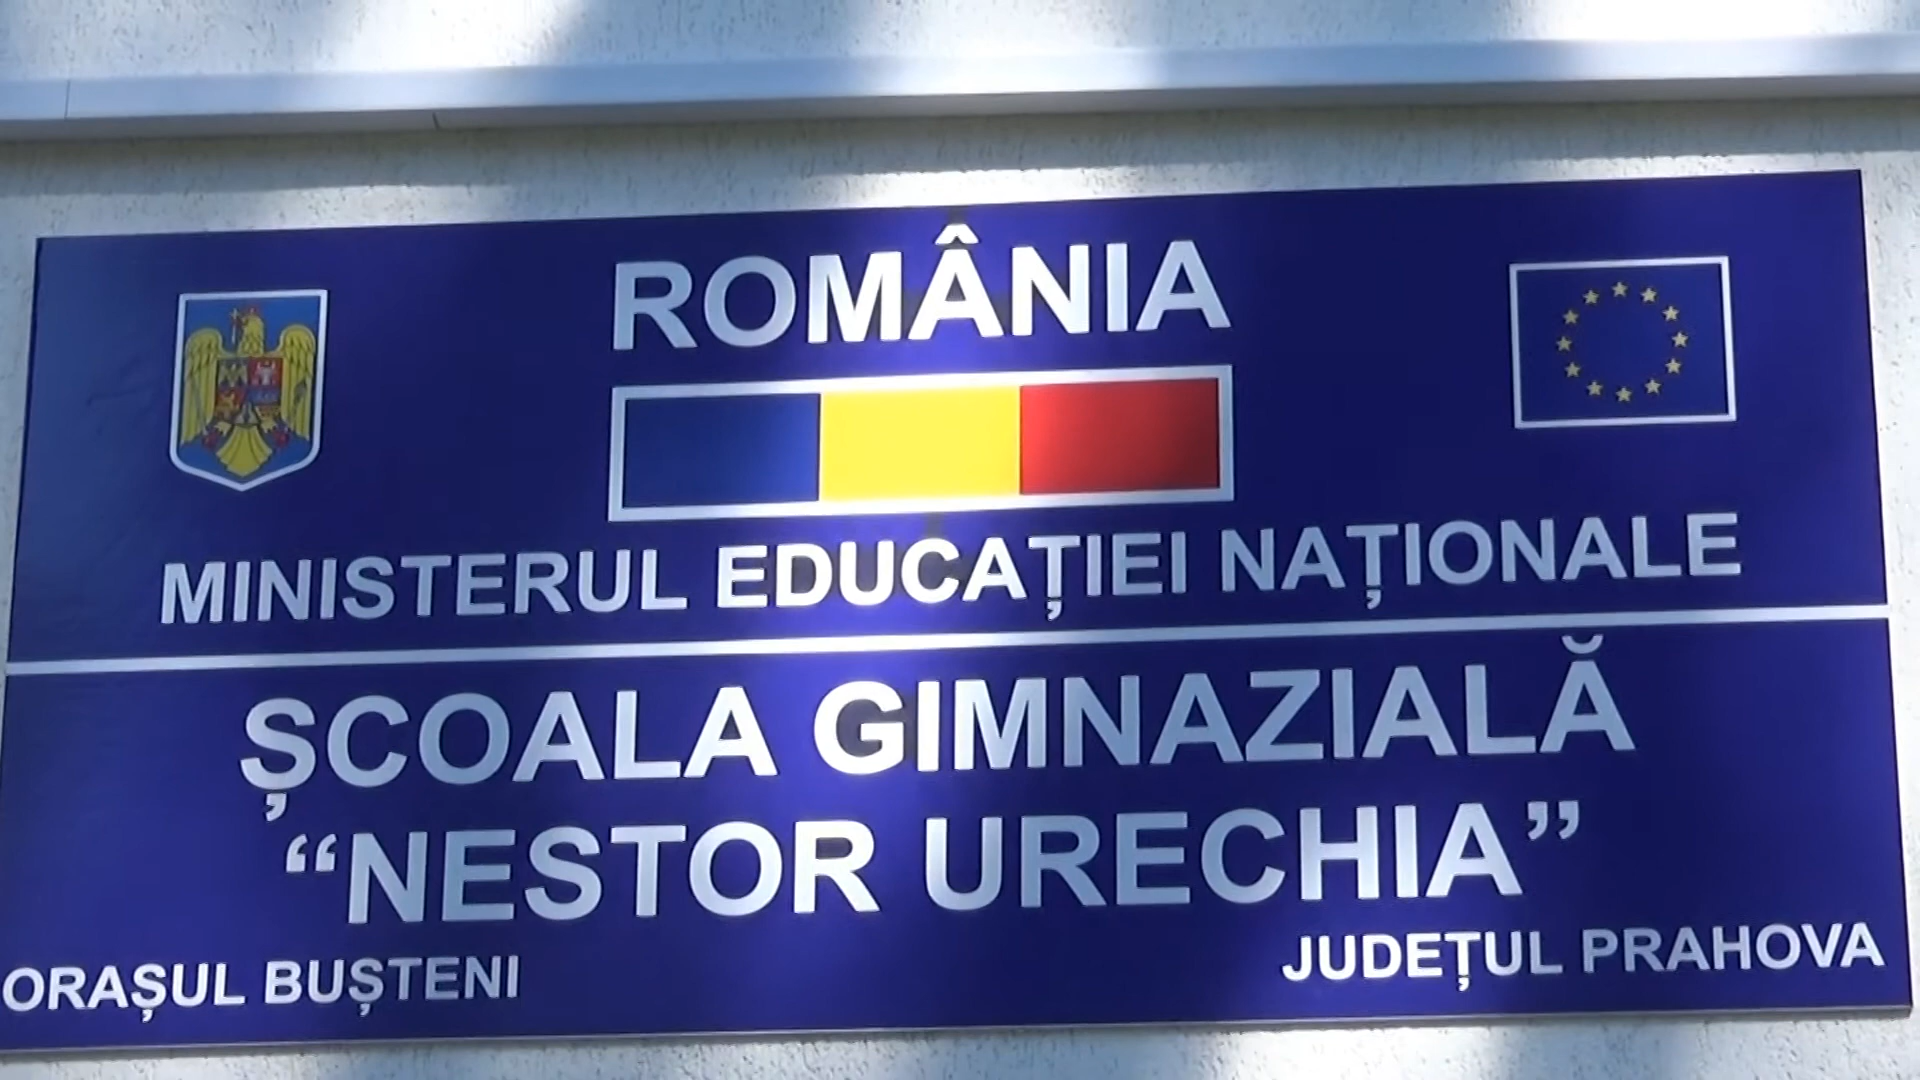 ROMÂNIA
MINISTERUL EDUCAȚIEI NAȚIONALE
ȘCOALA GIMNAZIALĂ
“NESTOR URECHIA”
ORAȘUL BUȘTENI
JUDEȚUL PRAHOVA